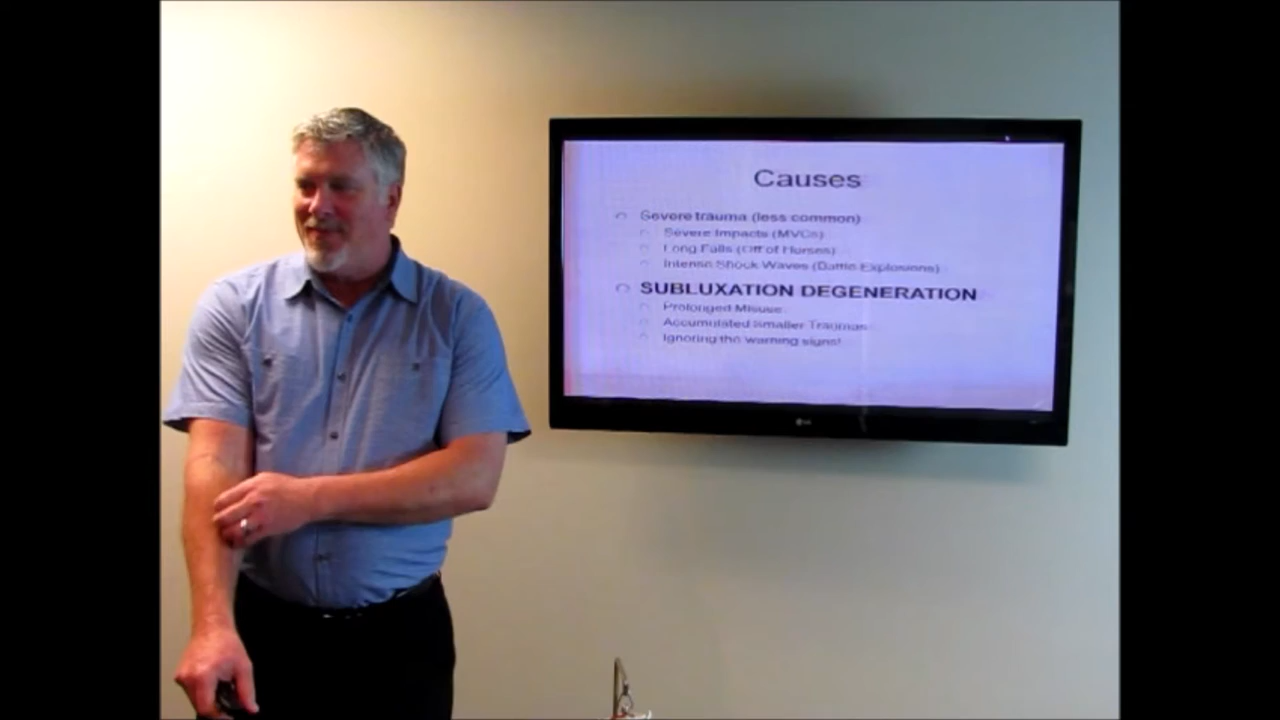 Causes
Severe trauma (less common)
Severe Impacts (MVCs)
Long Falls (Off of Horses)
Intense Shock Waves (Battle Explosions)
SUBLUXATION DEGENERATION
Prolonged Misuse
Accumulated Smaller Traumas
Ignoring the warning signs!
LG